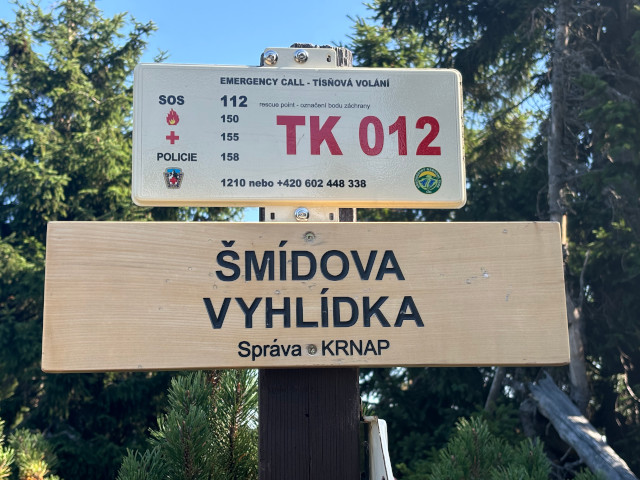 EMERGENCY CALL - TÍSŇOVÁ VOLÁNÍ
SOS 112 rescue point - označení bodu záchrany
150
155
TK 012
POLICIE 158
1210 nebo +420 602 448 338
ŠMÍDOVA
VYHLÍDKA
Správa KRNAP